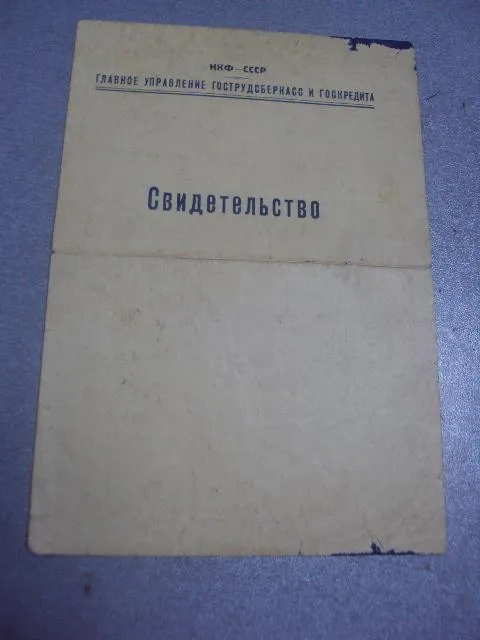 НКФ—СССР
ГЛАВНОЕ УПРАВЛЕНИЕ ГОСТРУДСБЕРКАСС И ГОСКРЕДИТА
Свидетельство